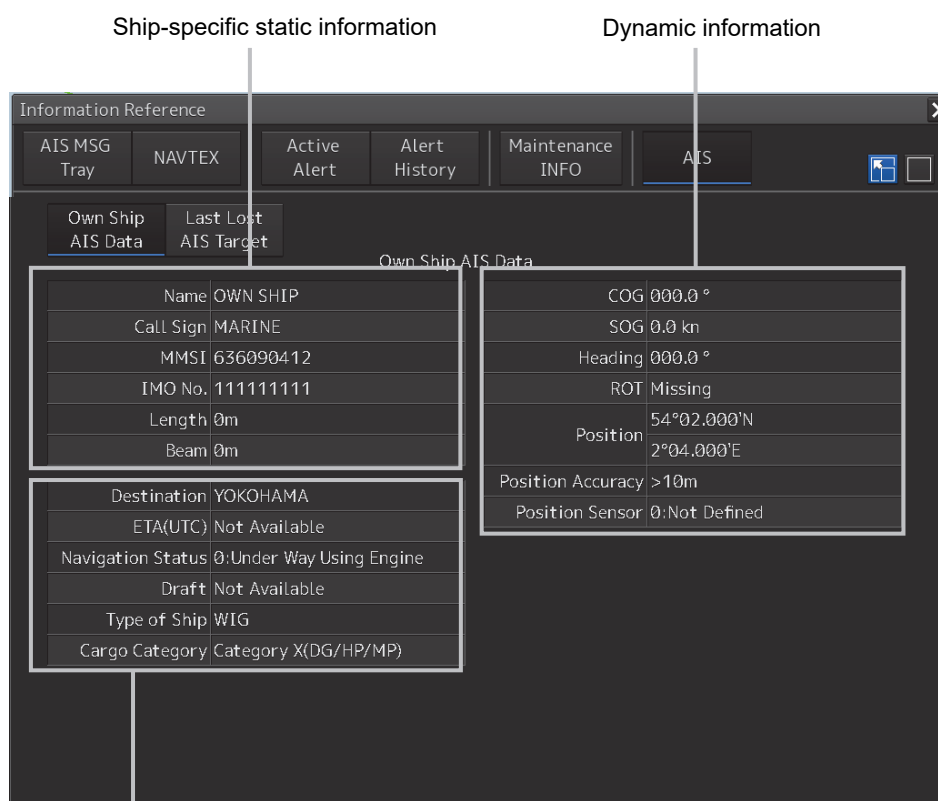 Ship-specific static information
Dynamic information
Information Reference
AIS MSG Tray
NAVTEX
Active Alert
Alert History
Maintenance INFO
AIS
Own Ship AIS Data
Last Lost AIS Target
Own Ship AIS Data
Name OWN SHIP
Call Sign MARINE
MMSI 636090412
IMO No. 111111111
Length 0m
Beam 0m
Destination YOKOHAMA
ETA(UTC) Not Available
Navigation Status 0:Under Way Using Engine
Draft Not Available
Type of Ship WIG
Cargo Category Category X(DG/HP/MP)
COG 000.0 °
SOG 0.0 kn
Heading 000.0 °
ROT Missing
Position 54°02.000'N
2°04.000'E
Position Accuracy >10m
Position Sensor 0:Not Defined